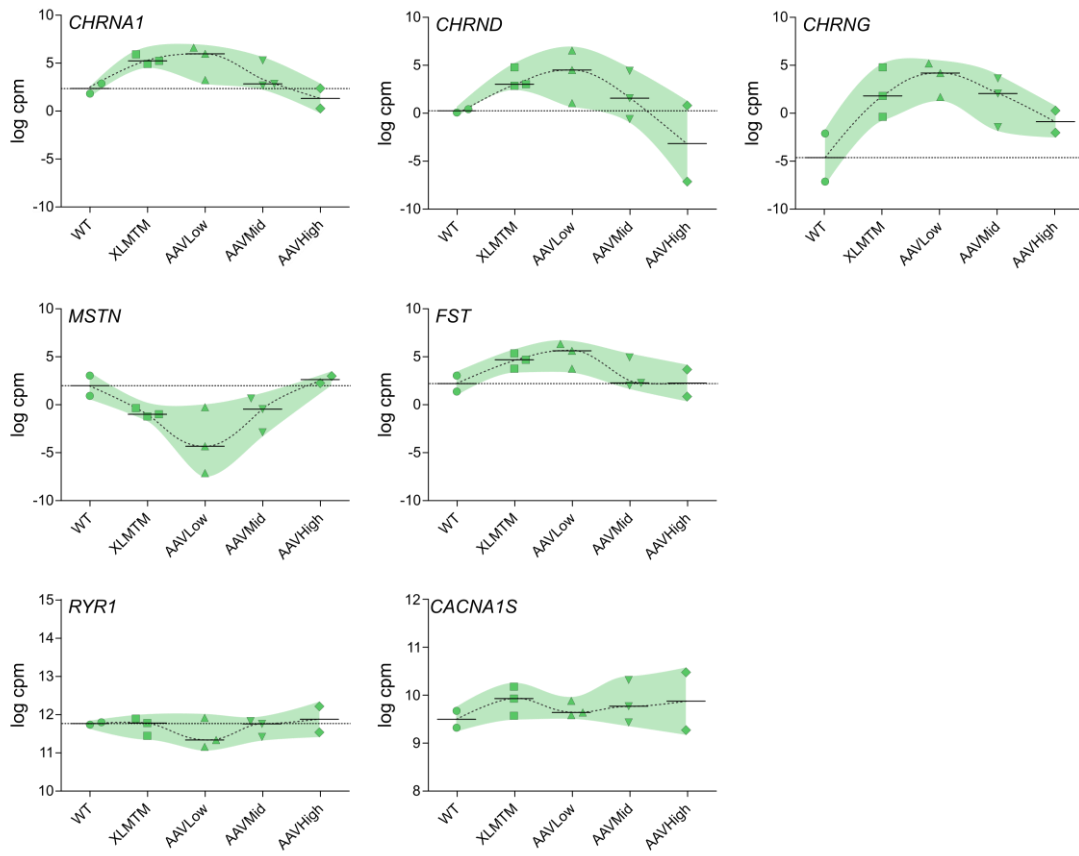 CHRNA1
log cpm
10
5
0
-5
-10
WT
XLMTM
AAVLow
AAVMid
AAVHigh
CHRND
log cpm
10
5
0
-5
-10
WT
XLMTM
AAVLow
AAVMid
AAVHigh
CHRNG
log cpm
10
5
0
-5
-10
WT
XLMTM
AAVLow
AAVMid
AAVHigh
MSTN
log cpm
10
5
0
-5
-10
WT
XLMTM
AAVLow
AAVMid
AAVHigh
FST
log cpm
10
5
0
-5
-10
WT
XLMTM
AAVLow
AAVMid
AAVHigh
RYR1
log cpm
15
14
13
12
11
10
WT
XLMTM
AAVLow
AAVMid
AAVHigh
CACNA1S
log cpm
12
11
10
9
8
WT
XLMTM
AAVLow
AAVMid
AAVHigh